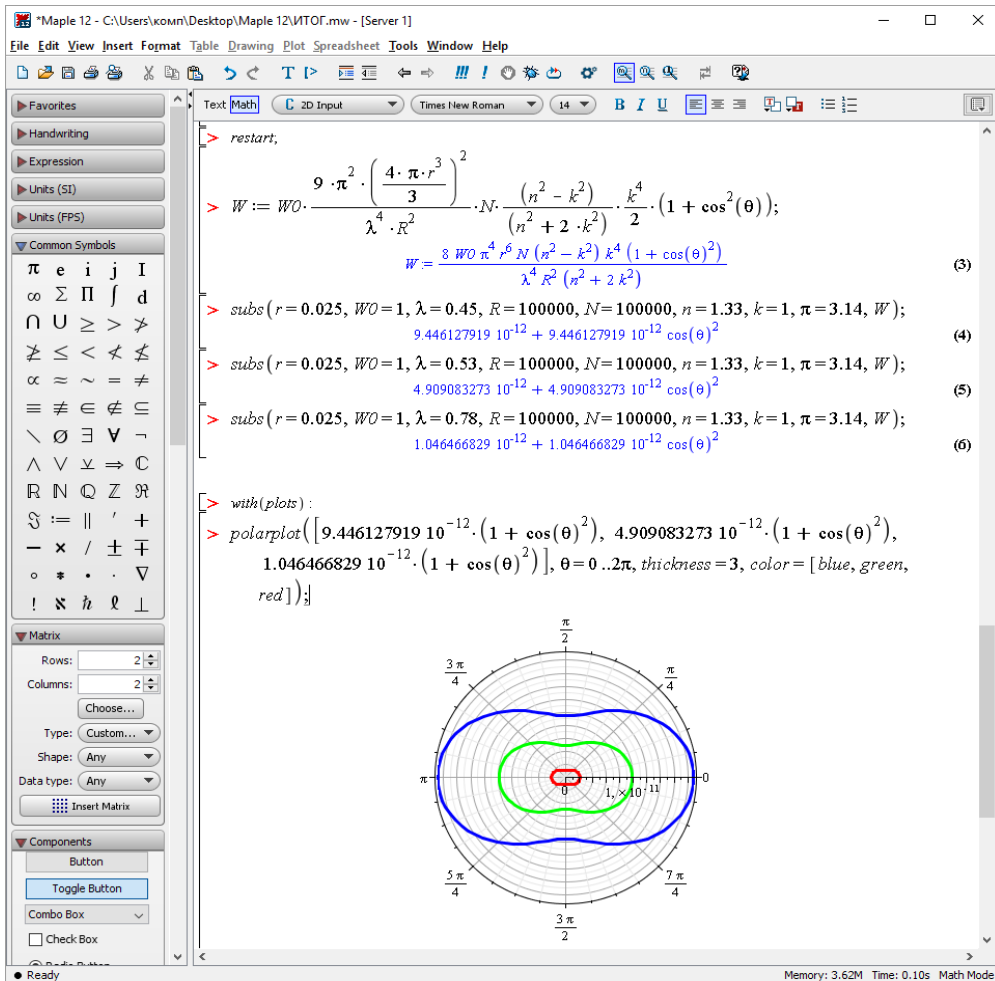 *Maple 12 - C:\Users\комп\Desktop\Maple 12\ИТОГ.mw - [Server 1]
File Edit View Insert Format Table Drawing Plot Spreadsheet Tools Window Help
Favorites
Handwriting
Expression
Units (SI)
Units (FPS)
Common Symbols
π e i j I
∞ Σ Π ∫ d
∩ ∪ ≥ > ≯
≱ ≤ < ≮ ≰
∝ ≈ ~ = ≠
≡ ≢ ∈ ∉ ⊆
\ Ø ∃ ∀ ¬
∧ ∨ ⊻ ⇒ ℂ
ℝ ℕ ℚ ℤ ℜ
ℑ := ∥ ′ +
− × / ± ∓
∘ * • · ∇
! ℵ ℏ ℓ ⊥
Matrix
Rows: 2
Columns: 2
Choose...
Type: Custom...
Shape: Any
Data type: Any
Insert Matrix
Components
Button
Toggle Button
Combo Box
Check Box
Text Math C 2D Input Times New Roman 14 B I U
> restart;
> W := W0·(9·π^2·((4·π·r^3)/3)^2)/(λ^4·R^2)·N·(n^2 − k^2)/(n^2 + 2·k^2)·k^4/2·(1 + cos^2(θ));
W := (8 W0 π^4 r^6 N (n^2 − k^2) k^4 (1 + cos(θ)^2))/(λ^4 R^2 (n^2 + 2 k^2)) (3)
> subs(r = 0.025, W0 = 1, λ = 0.45, R = 100000, N = 100000, n = 1.33, k = 1, π = 3.14, W);
9.446127919 10^-12 + 9.446127919 10^-12 cos(θ)^2 (4)
> subs(r = 0.025, W0 = 1, λ = 0.53, R = 100000, N = 100000, n = 1.33, k = 1, π = 3.14, W);
4.909083273 10^-12 + 4.909083273 10^-12 cos(θ)^2 (5)
> subs(r = 0.025, W0 = 1, λ = 0.78, R = 100000, N = 100000, n = 1.33, k = 1, π = 3.14, W);
1.046466829 10^-12 + 1.046466829 10^-12 cos(θ)^2 (6)
> with(plots) :
> polarplot([9.446127919 10^−12·(1 + cos(θ)^2), 4.909083273 10^−12·(1 + cos(θ)^2),
1.046466829 10^−12·(1 + cos(θ)^2)], θ = 0 ..2π, thickness = 3, color = [blue, green,
red]);
π/2
3π/4 π/4
π 0 1, ×10^-11 0
5π/4 7π/4
3π/2
Ready Memory: 3.62M Time: 0.10s Math Mode